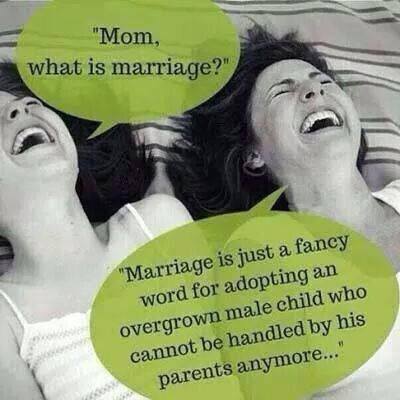 "Mom,
what is marriage?"
"Marriage is just a fancy
word for adopting an
overgrown male child who
cannot be handled by his
parents anymore..."